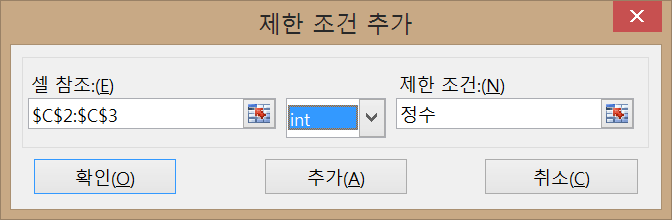 제한 조건 추가
셀 참조:(E) 제한 조건:(N)
$C$2:$C$3 int 정수
확인(O) 추가(A) 취소(C)